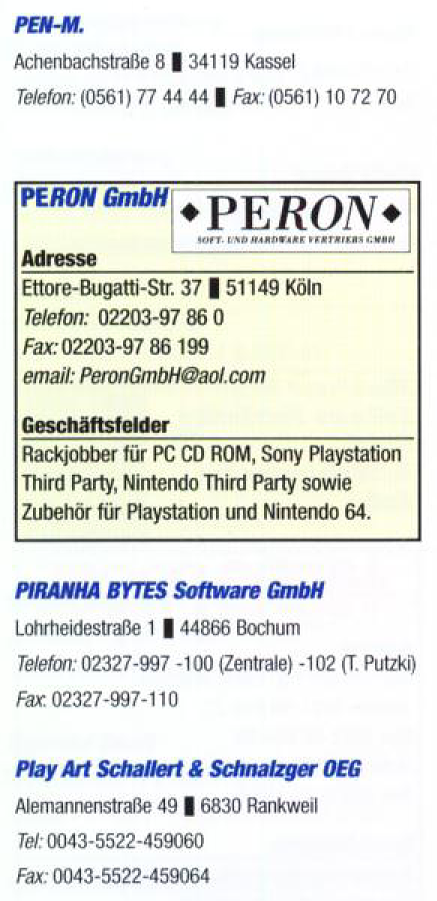 PEN-M.
Achenbachstraße 8 ▮ 34119 Kassel
Telefon: (0561) 77 44 44 ▮ Fax: (0561) 10 72 70
PERON GmbH
◆PERON◆
SOFT- UND HARDWARE VERTRIEBS GMBH
Adresse
Ettore-Bugatti-Str. 37 ▮ 51149 Köln
Telefon: 02203-97 86 0
Fax: 02203-97 86 199
email: PeronGmbH@aol.com
Geschäftsfelder
Rackjobber für PC CD ROM, Sony Playstation
Third Party, Nintendo Third Party sowie
Zubehör für Playstation und Nintendo 64.
PIRANHA BYTES Software GmbH
Lohrheidestraße 1 ▮ 44866 Bochum
Telefon: 02327-997 -100 (Zentrale) -102 (T. Putzki)
Fax: 02327-997-110
Play Art Schallert & Schnalzger OEG
Alemannenstraße 49 ▮ 6830 Rankweil
Tel: 0043-5522-459060
Fax: 0043-5522-459064